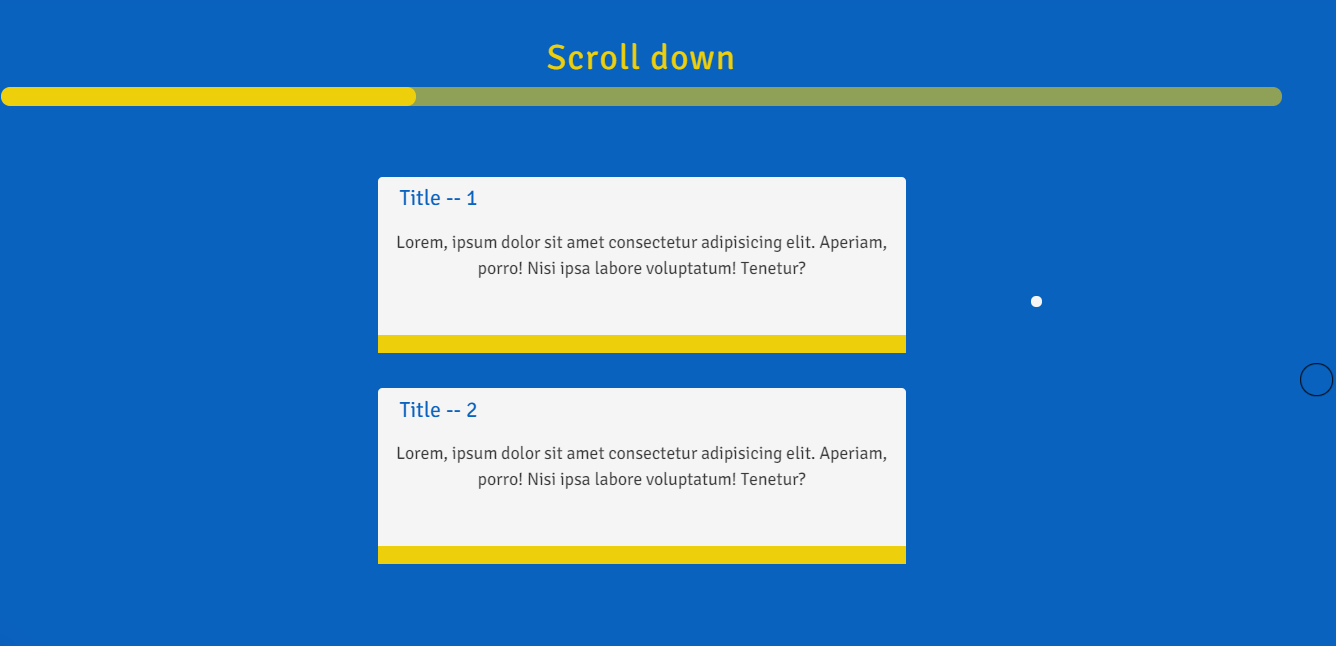 Scroll down
Title -- 1
Lorem, ipsum dolor sit amet consectetur adipisicing elit. Aperiam,
porro! Nisi ipsa labore voluptatum! Tenetur?
Title -- 2
Lorem, ipsum dolor sit amet consectetur adipisicing elit. Aperiam,
porro! Nisi ipsa labore voluptatum! Tenetur?